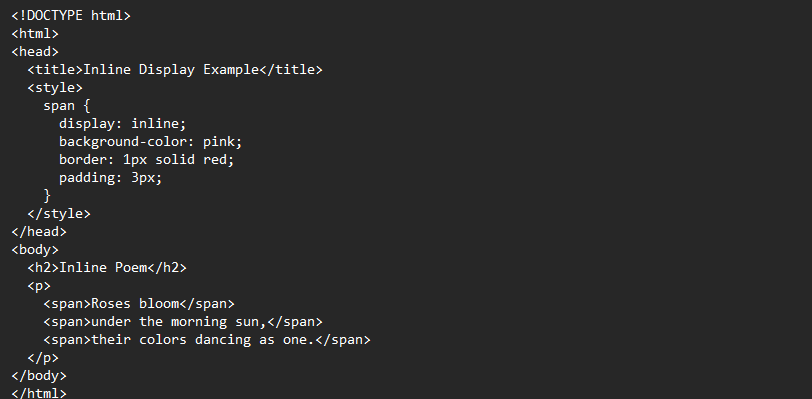 <!DOCTYPE html>
<html>
<head>
  <title>Inline Display Example</title>
  <style>
    span {
      display: inline;
      background-color: pink;
      border: 1px solid red;
      padding: 3px;
    }
  </style>
</head>
<body>
  <h2>Inline Poem</h2>
  <p>
    <span>Roses bloom</span>
    <span>under the morning sun,</span>
    <span>their colors dancing as one.</span>
  </p>
</body>
</html>